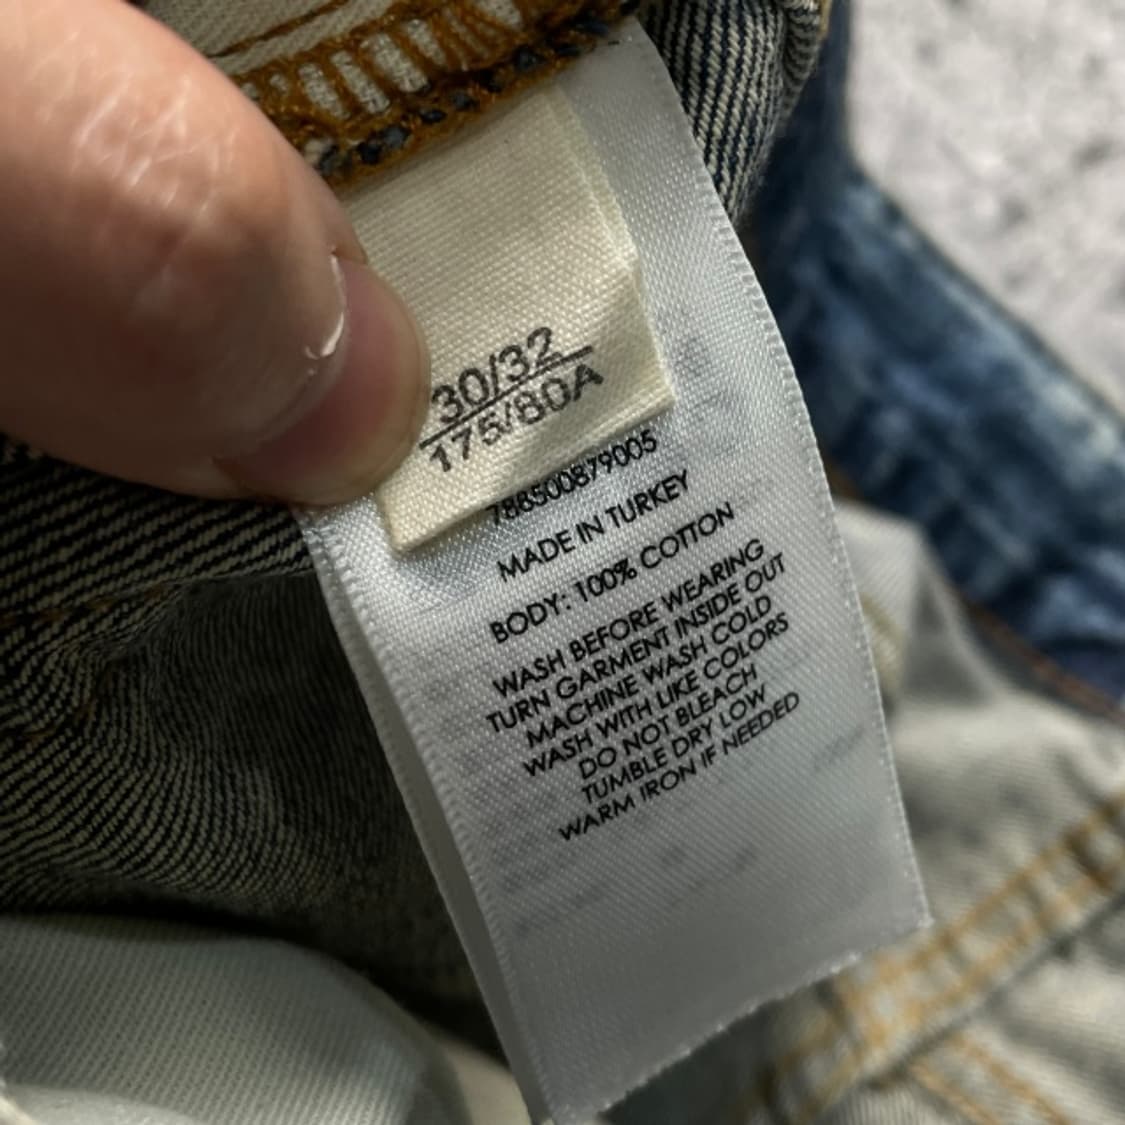 30/32
175/80A
788500879005
MADE IN TURKEY
BODY: 100% COTTON
WASH BEFORE WEARING
TURN GARMENT INSIDE OUT
MACHINE WASH COLD
WASH WITH LIKE COLORS
DO NOT BLEACH
TUMBLE DRY LOW
WARM IRON IF NEEDED